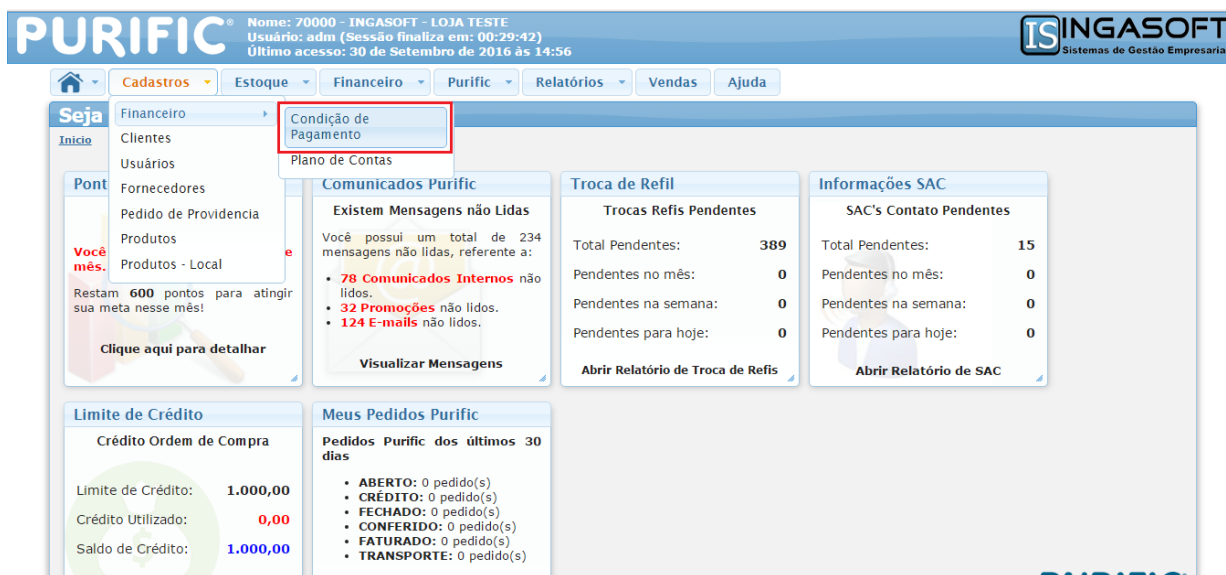 PURIFIC®
Nome: 70000 - INGASOFT - LOJA TESTE
Usuário: adm (Sessão finaliza em: 00:29:42)
Último acesso: 30 de Setembro de 2016 às 14:56
IS INGASOFT
Sistemas de Gestão Empresaria
Cadastros Estoque Financeiro Purific Relatórios Vendas Ajuda
Seja
Inicio
Financeiro
Clientes
Usuários
Fornecedores
Pedido de Providencia
Produtos
Produtos - Local
Condição de
Pagamento
Plano de Contas
Pont
Você e
mês.
Restam 600 pontos para atingir
sua meta nesse mês!
Clique aqui para detalhar
Comunicados Purific
Existem Mensagens não Lidas
Você possui um total de 234
mensagens não lidas, referente a:
• 78 Comunicados Internos não
lidos.
• 32 Promoções não lidos.
• 124 E-mails não lidos.
Visualizar Mensagens
Troca de Refil
Trocas Refis Pendentes
Total Pendentes: 389
Pendentes no mês: 0
Pendentes na semana: 0
Pendentes para hoje: 0
Abrir Relatório de Troca de Refis
Informações SAC
SAC's Contato Pendentes
Total Pendentes: 15
Pendentes no mês: 0
Pendentes na semana: 0
Pendentes para hoje: 0
Abrir Relatório de SAC
Limite de Crédito
Crédito Ordem de Compra
Limite de Crédito: 1.000,00
Crédito Utilizado: 0,00
Saldo de Crédito: 1.000,00
Meus Pedidos Purific
Pedidos Purific dos últimos 30
dias
• ABERTO: 0 pedido(s)
• CRÉDITO: 0 pedido(s)
• FECHADO: 0 pedido(s)
• CONFERIDO: 0 pedido(s)
• FATURADO: 0 pedido(s)
• TRANSPORTE: 0 pedido(s)